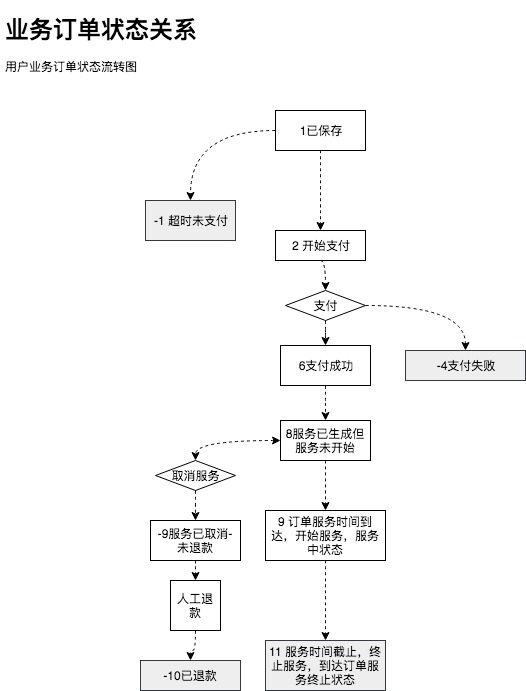 业务订单状态关系
用户业务订单状态流转图
1已保存
-1 超时未支付
2 开始支付
支付
6支付成功
-4支付失败
8服务已生成但
服务未开始
取消服务
9 订单服务时间到
达，开始服务，服务
中状态
-9服务已取消-
未退款
人工退
款
11 服务时间截止，终
止服务，到达订单服
务终止状态
-10已退款